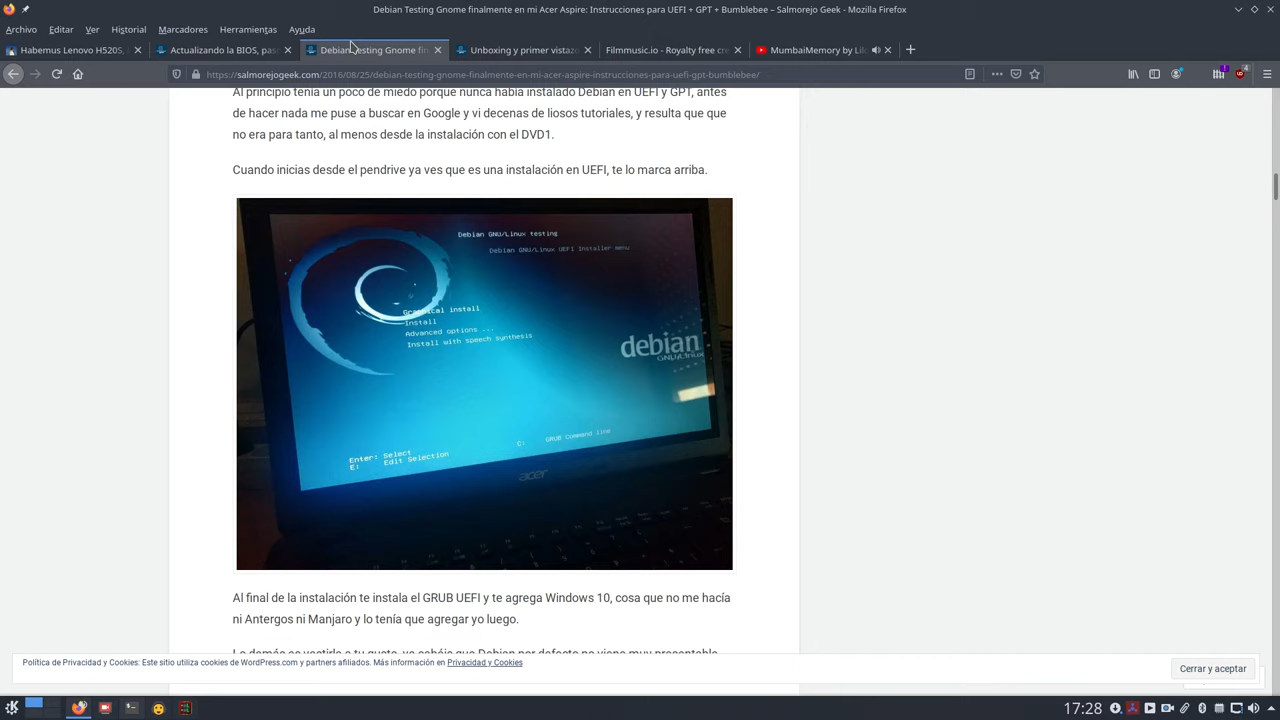 Debian Testing Gnome finalmente en mi Acer Aspire: Instrucciones para UEFI + GPT + Bumblebee – Salmorejo Geek - Mozilla Firefox
Archivo Editar Ver Historial Marcadores Herramientas Ayuda
Habemus Lenovo H520S, Actualizando la BIOS, pas Debian Testing Gnome fin Unboxing y primer vistazo Filmmusic.io - Royalty free cre MumbaiMemory by Lil
https://salmorejogeek.com/2016/08/25/debian-testing-gnome-finalmente-en-mi-acer-aspire-instrucciones-para-uefi-gpt-bumblebee/
1
4
Al principio tenía un poco de miedo porque nunca había instalado Debian en UEFI y GPT, antes
de hacer nada me puse a buscar en Google y vi decenas de liosos tutoriales, y resulta que que
no era para tanto, al menos desde la instalación con el DVD1.
Cuando inicias desde el pendrive ya ves que es una instalación en UEFI, te lo marca arriba.
Debian GNU/Linux testing
Debian GNU/Linux UEFI Installer menu
Graphical install
Install
Advanced options ...
Install with speech synthesis
debian
GNU/Linux
C: GRUB Command line
Enter: Select
E: Edit Selection
acer
Al final de la instalación te instala el GRUB UEFI y te agrega Windows 10, cosa que no me hacía
ni Antergos ni Manjaro y lo tenía que agregar yo luego.
Política de Privacidad y Cookies: Este sitio utiliza cookies de WordPress.com y partners afiliados. Más información en Privacidad y Cookies
Cerrar y aceptar
17:28